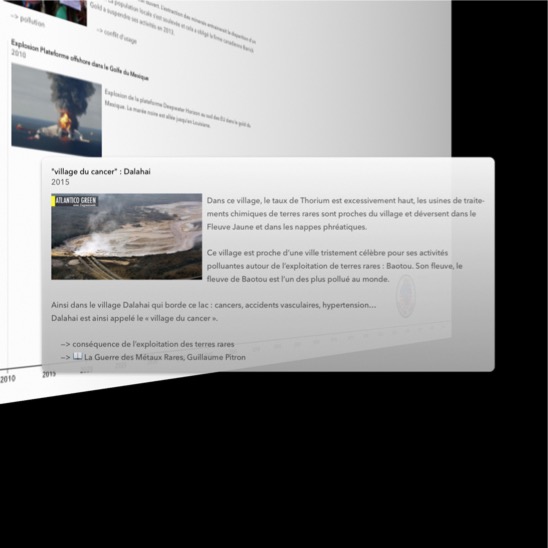 --> pollution
Gold a suspendre ses activités en 2013.
--> conflit d'usage
Explosion Plateforme offshore dans le Golfe du Mexique
2010
Explosion de la plateforme Deepwater Horizon au sud des EU dans le golfe du
Mexique. La marée noire est allée jusqu'en Louisiane.
"village du cancer" : Dalahai
2015
ATLANTICO GREEN
Dans ce village, le taux de Thorium est excessivement haut, les usines de traite-
ments chimiques de terres rares sont proches du village et déversent dans le
Fleuve Jaune et dans les nappes phréatiques.
Ce village est proche d'une ville tristement célèbre pour ses activités
polluantes autour de l'exploitation de terres rares : Baotou. Son fleuve, le
fleuve de Baotou est l'un des plus pollué au monde.
Ainsi dans le village Dalahai qui borde ce lac : cancers, accidents vasculaires, hypertension...
Dalahai est ainsi appelé le « village du cancer ».
--> conséquence de l'exploitation des terres rares
--> 📖 La Guerre des Métaux Rares, Guillaume Pitron
2010